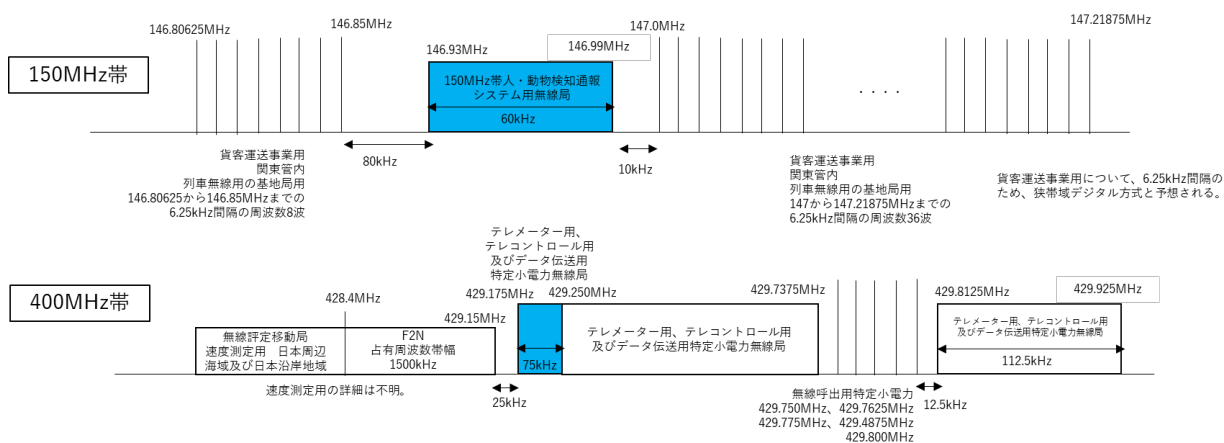 146.80625MHz
146.85MHz
146.93MHz
146.99MHz
147.0MHz
147.21875MHz
150MHz帯
150MHz帯人・動物検知通報
システム用無線局
60kHz
・・・・
80kHz
10kHz
貨客運送事業用
関東管内
列車無線用の基地局用
146.80625から146.85MHzまでの
6.25kHz間隔の周波数8波
貨客運送事業用
関東管内
列車無線用の基地局用
147から147.21875MHzまでの
6.25kHz間隔の周波数36波
貨客運送事業用について、6.25kHz間隔の
ため、狭帯域デジタル方式と予想される。
テレメーター用、
テレコントロール用
及びデータ伝送用
特定小電力無線局
400MHz帯
428.4MHz
429.15MHz
429.175MHz
429.250MHz
429.7375MHz
429.8125MHz
429.925MHz
無線評定移動局
速度測定用　日本周辺
海域及び日本沿岸地域
F2N
占有周波数帯幅
1500kHz
75kHz
テレメーター用、テレコントロール用
及びデータ伝送用特定小電力無線局
テレメーター用、テレコントロール用
及びデータ伝送用特定小電力無線局
112.5kHz
速度測定用の詳細は不明。
25kHz
無線呼出用特定小電力
429.750MHz、429.7625MHz
429.775MHz、429.4875MHz
429.800MHz
12.5kHz